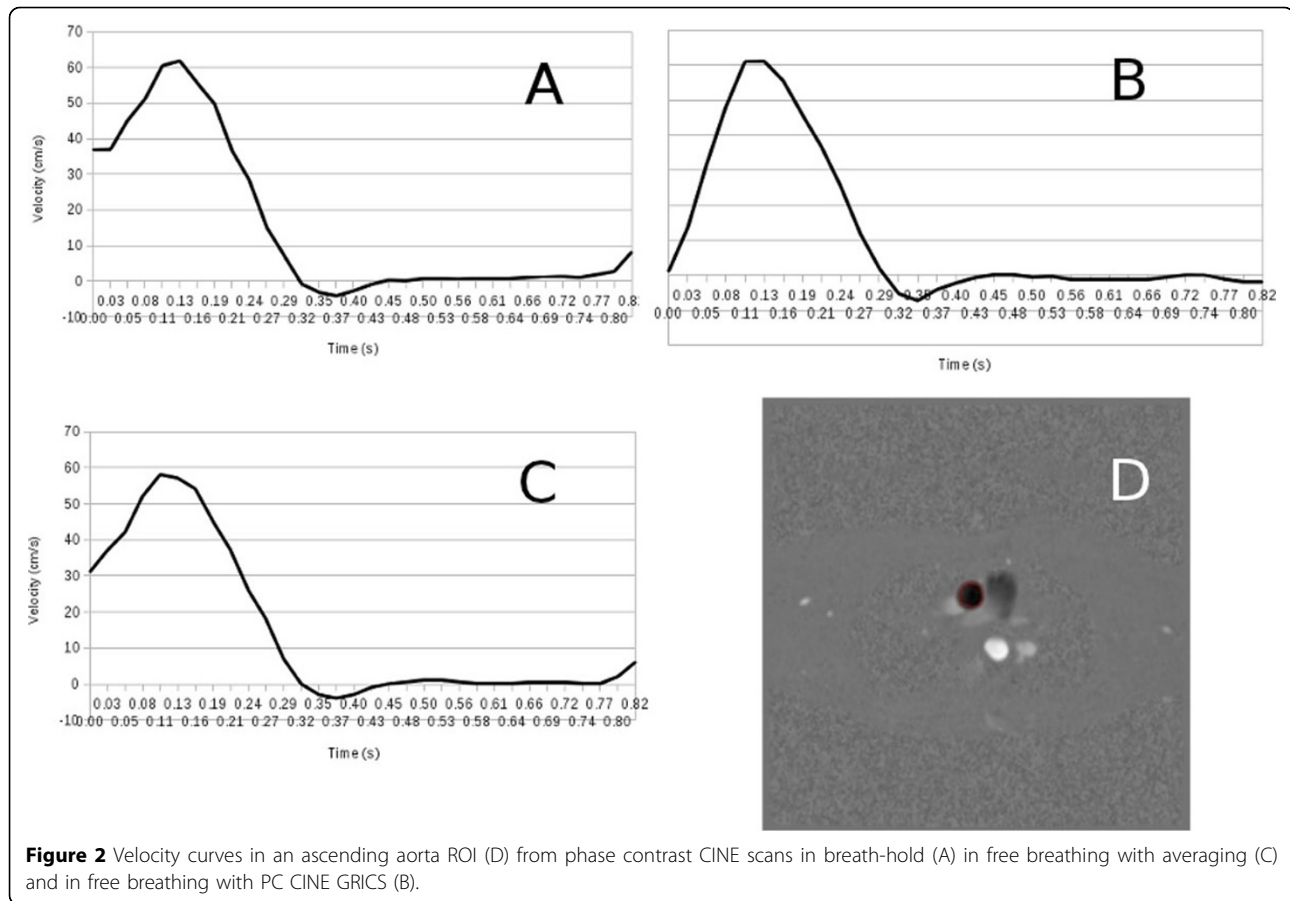 70
60
50
40
30
20
10
0
-10
Velocity (cm/s)
A
0.03 0.08 0.13 0.19 0.24 0.29 0.35 0.40 0.45 0.50 0.56 0.61 0.66 0.72 0.77 0.8
0.00 0.05 0.11 0.16 0.21 0.27 0.32 0.37 0.43 0.48 0.53 0.58 0.64 0.69 0.74 0.80
Time (s)
B
0.03 0.08 0.13 0.19 0.24 0.29 0.35 0.40 0.45 0.50 0.56 0.61 0.66 0.72 0.77 0.82
0.00 0.05 0.11 0.16 0.21 0.27 0.32 0.37 0.43 0.48 0.53 0.58 0.64 0.69 0.74 0.80
Time (s)
70
60
50
40
30
20
10
0
-10
Velocity (cm/s)
C
0.03 0.08 0.13 0.19 0.24 0.29 0.35 0.40 0.45 0.50 0.56 0.61 0.66 0.72 0.77 0.82
0.00 0.05 0.11 0.16 0.21 0.27 0.32 0.37 0.43 0.48 0.53 0.58 0.64 0.69 0.74 0.80
Time (s)
D
Figure 2 Velocity curves in an ascending aorta ROI (D) from phase contrast CINE scans in breath-hold (A) in free breathing with averaging (C)
and in free breathing with PC CINE GRICS (B).